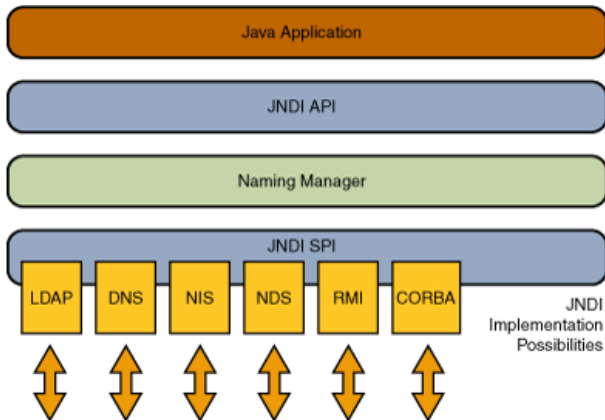 Java Application
JNDI API
Naming Manager
JNDI SPI
LDAP
DNS
NIS
NDS
RMI
CORBA
JNDI
Implementation
Possibilities